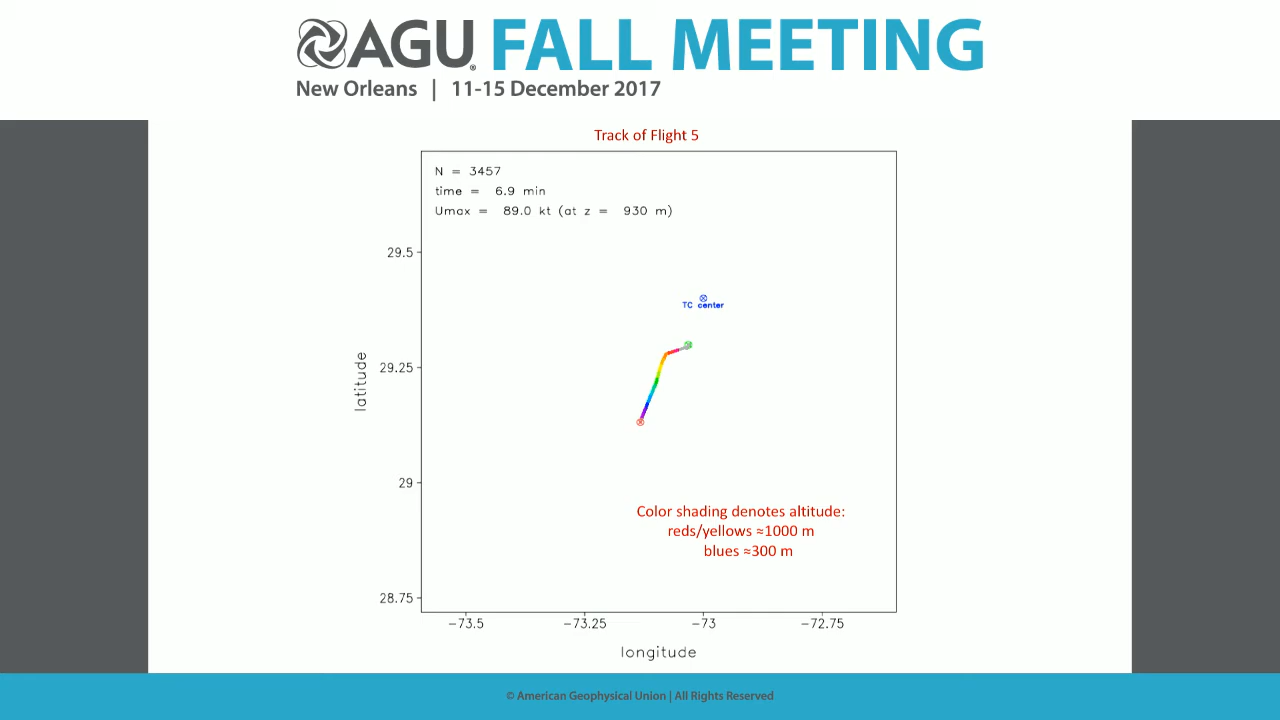 AGU FALL MEETING
New Orleans | 11-15 December 2017
Track of Flight 5
N = 3457
time = 6.9 min
Umax = 89.0 kt (at z = 930 m)
29.5
TC center
29.25
latitude
29
Color shading denotes altitude:
reds/yellows ≈1000 m
blues ≈300 m
28.75
−73.5 −73.25 −73 −72.75
longitude
© American Geophysical Union | All Rights Reserved